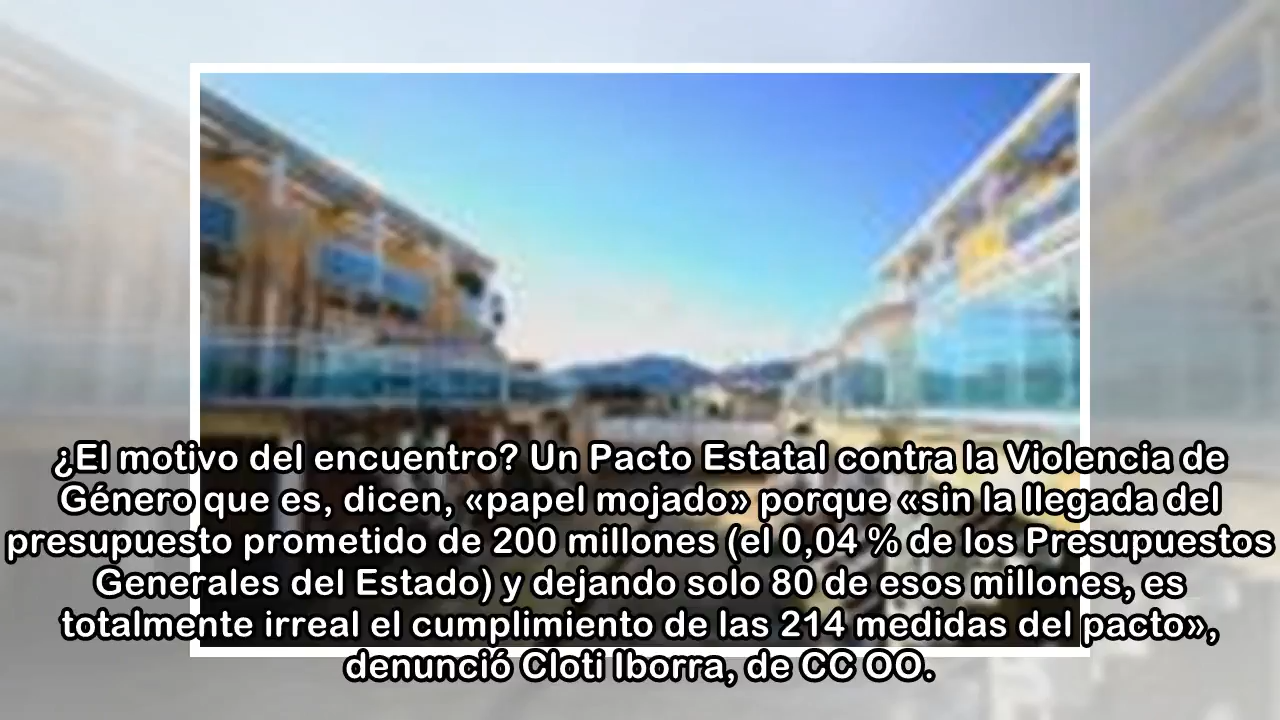 ¿El motivo del encuentro? Un Pacto Estatal contra la Violencia de
Género que es, dicen, «papel mojado» porque «sin la llegada del
presupuesto prometido de 200 millones (el 0,04 % de los Presupuestos
Generales del Estado) y dejando solo 80 de esos millones, es
totalmente irreal el cumplimiento de las 214 medidas del pacto»,
denunció Cloti Iborra, de CC OO.